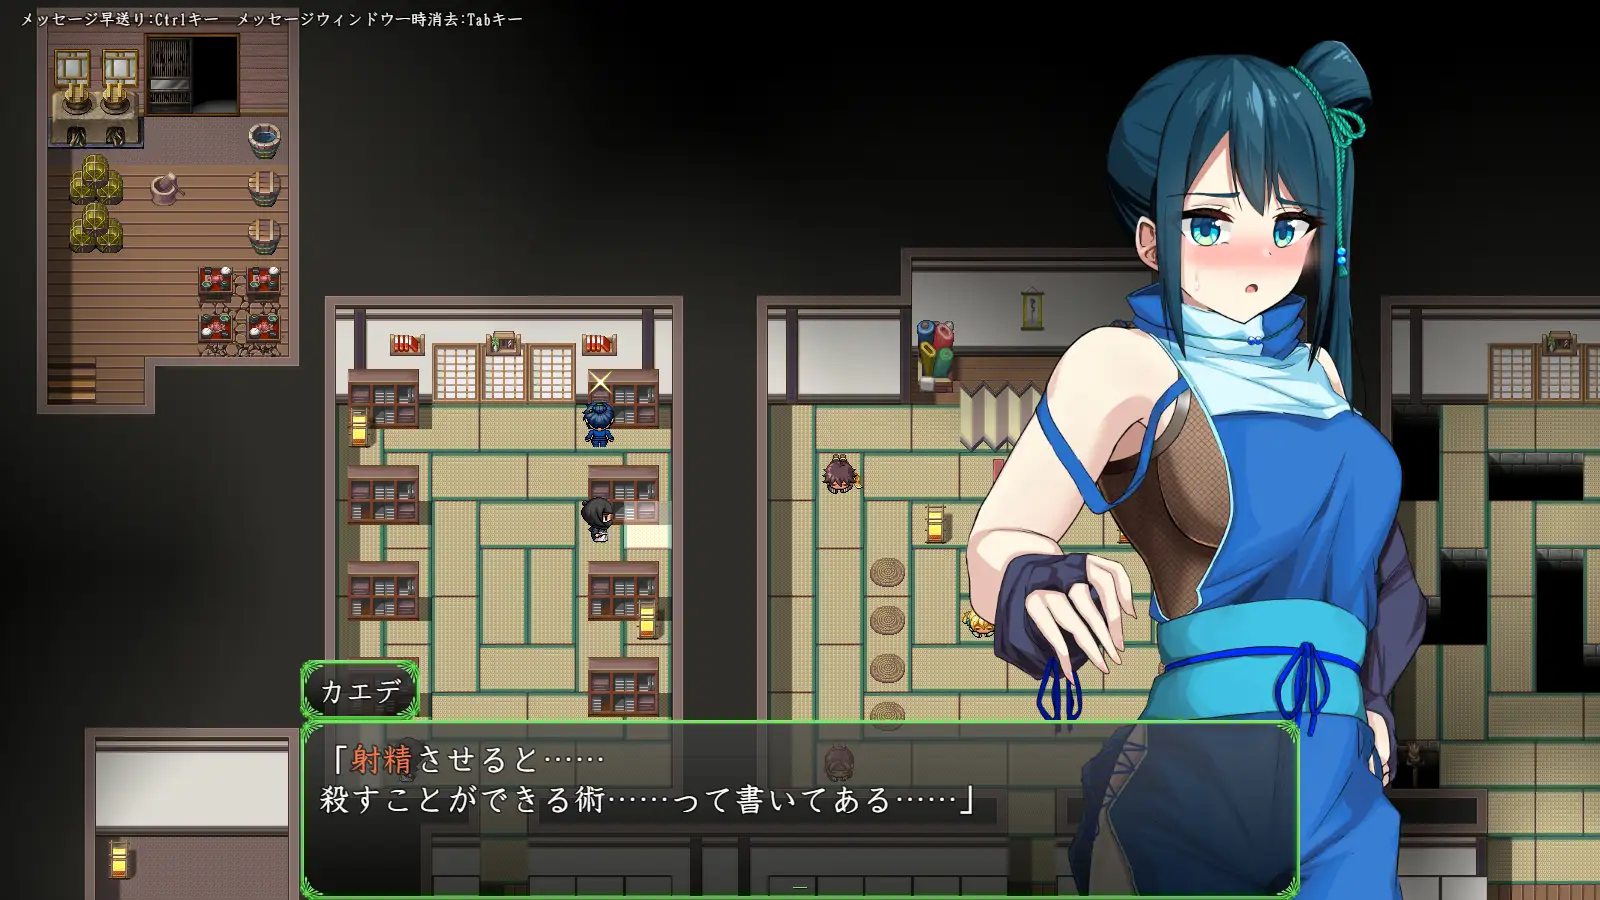 メッセージ早送り:Ctrlキー　メッセージウィンドウ一時消去:Tabキー
カエデ
「射精させると……
殺すことができる術……って書いてある……」